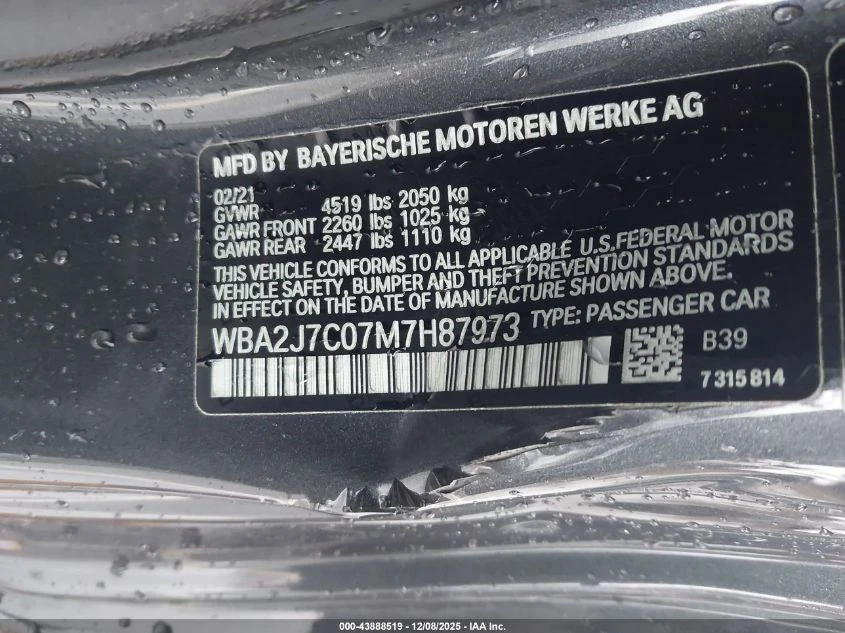 MFD BY BAYERISCHE MOTOREN WERKE AG
02/21
GVWR 4519 lbs 2050 kg
GAWR FRONT 2260 lbs 1025 kg
GAWR REAR 2447 lbs 1110 kg
THIS VEHICLE CONFORMS TO ALL APPLICABLE U.S.FEDERAL MOTOR
VEHICLE SAFETY, BUMPER AND THEFT PREVENTION STANDARDS
IN EFFECT ON THE DATE OF MANUFACTURE SHOWN ABOVE.
WBA2J7C07M7H87973 TYPE: PASSENGER CAR
B39
7315814
000-43888519 - 12/08/2025 - IAA Inc.